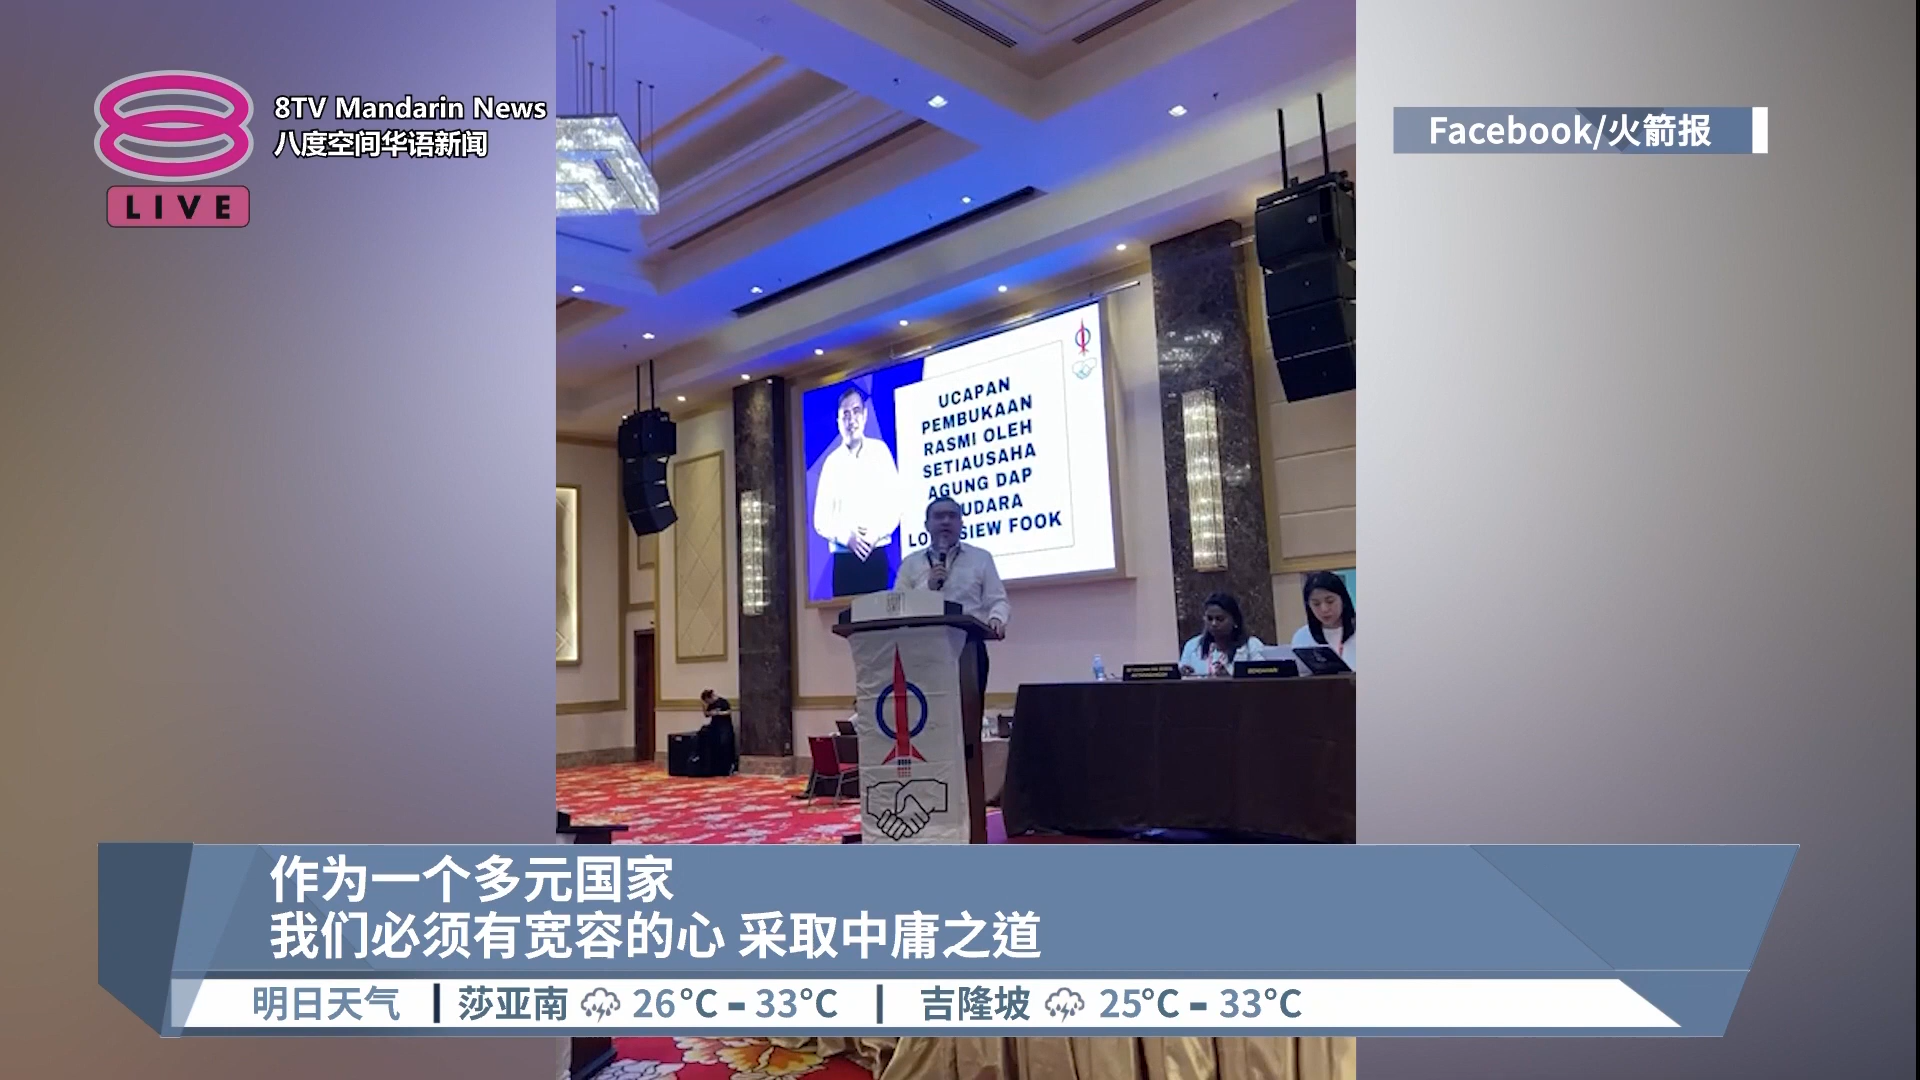 8TV Mandarin News
八度空间华语新闻
LIVE
Facebook/火箭报
UCAPAN
PEMBUKAAN
RASMI OLEH
SETIAUSAHA
AGUNG DAP
UDARA
LO SIEW FOOK
作为一个多元国家
我们必须有宽容的心 采取中庸之道
明日天气 | 莎亚南 26°C - 33°C | 吉隆坡 25°C - 33°C